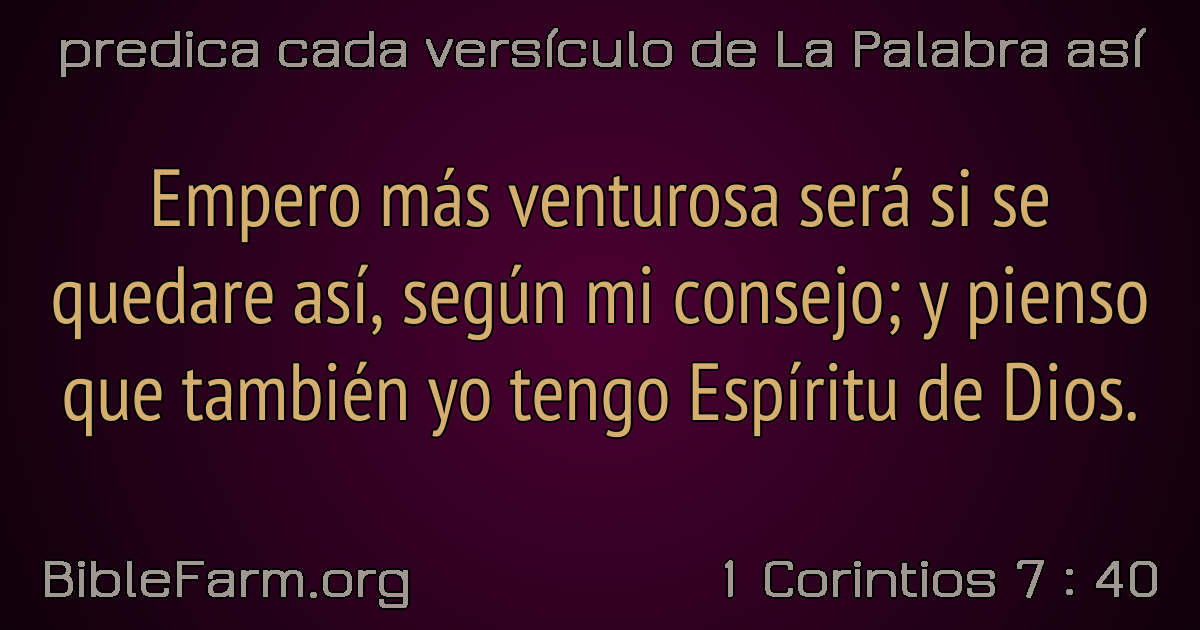 predica cada versículo de La Palabra así
Empero más venturosa será si se
quedare así, según mi consejo; y pienso
que también yo tengo Espíritu de Dios.
BibleFarm.org
1 Corintios 7 : 40